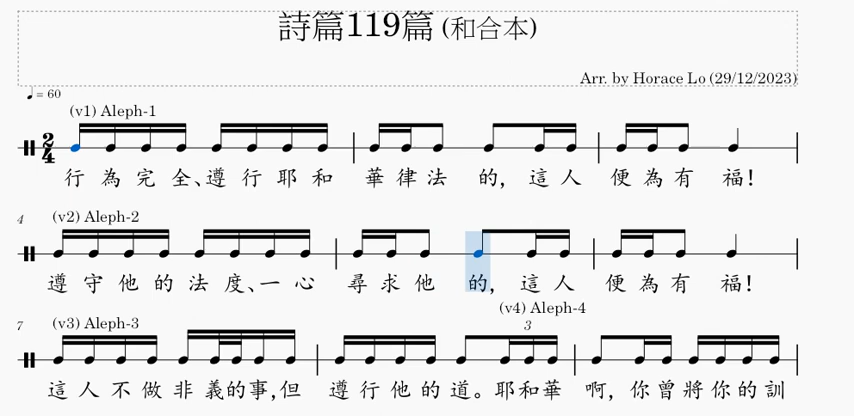 詩篇119篇 (和合本)
Arr. by Horace Lo (29/12/2023)
♩ = 60
(v1) Aleph-1
2/4
行為完全、遵行耶和華律法的, 這人便為有福!
4
(v2) Aleph-2
遵守他的法度、一心尋求他的, 這人便為有福!
(v4) Aleph-4
7
(v3) Aleph-3
3
這人不做非義的事,但遵行他的道。耶和華啊, 你曾將你的訓